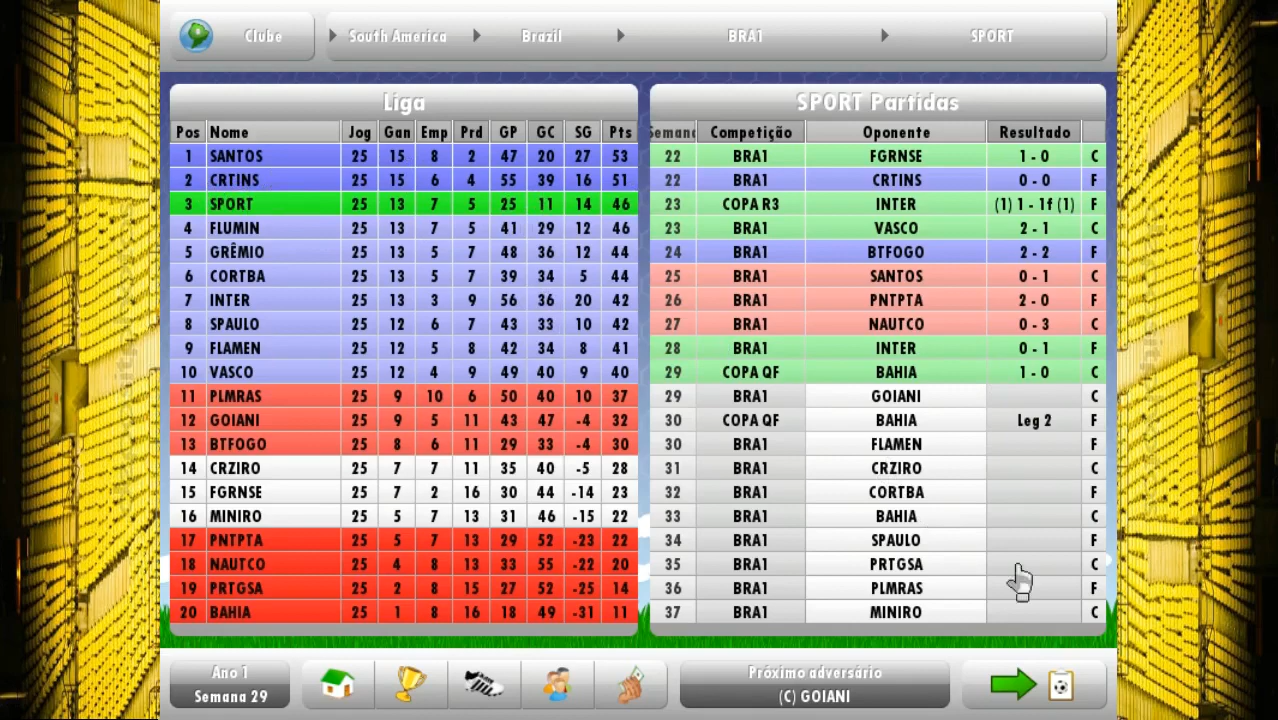 Clube South America Brazil BRA1 SPORT
Liga
Pos Nome Jog Gan Emp Prd GP GC SG Pts
1 SANTOS 25 15 8 2 47 20 27 53
2 CRTINS 25 15 6 4 55 39 16 51
3 SPORT 25 13 7 5 25 11 14 46
4 FLUMIN 25 13 7 5 41 29 12 46
5 GRÊMIO 25 13 5 7 48 36 12 44
6 CORTBA 25 13 5 7 39 34 5 44
7 INTER 25 13 3 9 56 36 20 42
8 SPAULO 25 12 6 7 43 33 10 42
9 FLAMEN 25 12 5 8 42 34 8 41
10 VASCO 25 12 4 9 49 40 9 40
11 PLMRAS 25 9 10 6 50 40 10 37
12 GOIANI 25 9 5 11 43 47 -4 32
13 BTFOGO 25 8 6 11 29 33 -4 30
14 CRZIRO 25 7 7 11 35 40 -5 28
15 FGRNSE 25 7 2 16 30 44 -14 23
16 MINIRO 25 5 7 13 31 46 -15 22
17 PNTPTA 25 5 7 13 29 52 -23 22
18 NAUTCO 25 4 8 13 33 55 -22 20
19 PRTGSA 25 2 8 15 27 52 -25 14
20 BAHIA 25 1 8 16 18 49 -31 11
SPORT Partidas
Semana Competição Oponente Resultado
22 BRA1 FGRNSE 1 - 0 C
22 BRA1 CRTINS 0 - 0 F
23 COPA R3 INTER (1) 1 - 1f (1) F
23 BRA1 VASCO 2 - 1 C
24 BRA1 BTFOGO 2 - 2 F
25 BRA1 SANTOS 0 - 1 C
26 BRA1 PNTPTA 2 - 0 F
27 BRA1 NAUTCO 0 - 3 C
28 BRA1 INTER 0 - 1 F
29 COPA QF BAHIA 1 - 0 C
29 BRA1 GOIANI C
30 COPA QF BAHIA Leg 2 F
30 BRA1 FLAMEN F
31 BRA1 CRZIRO C
32 BRA1 CORTBA F
33 BRA1 BAHIA C
34 BRA1 SPAULO F
35 BRA1 PRTGSA C
36 BRA1 PLMRAS F
37 BRA1 MINIRO C
Ano 1
Semana 29
Próximo adversário
(C) GOIANI